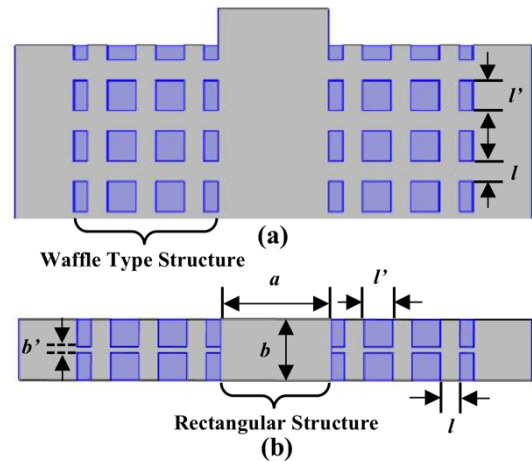 l'
l
(a)
Waffle Type Structure
a
l'
b'
b
Rectangular Structure
l
(b)